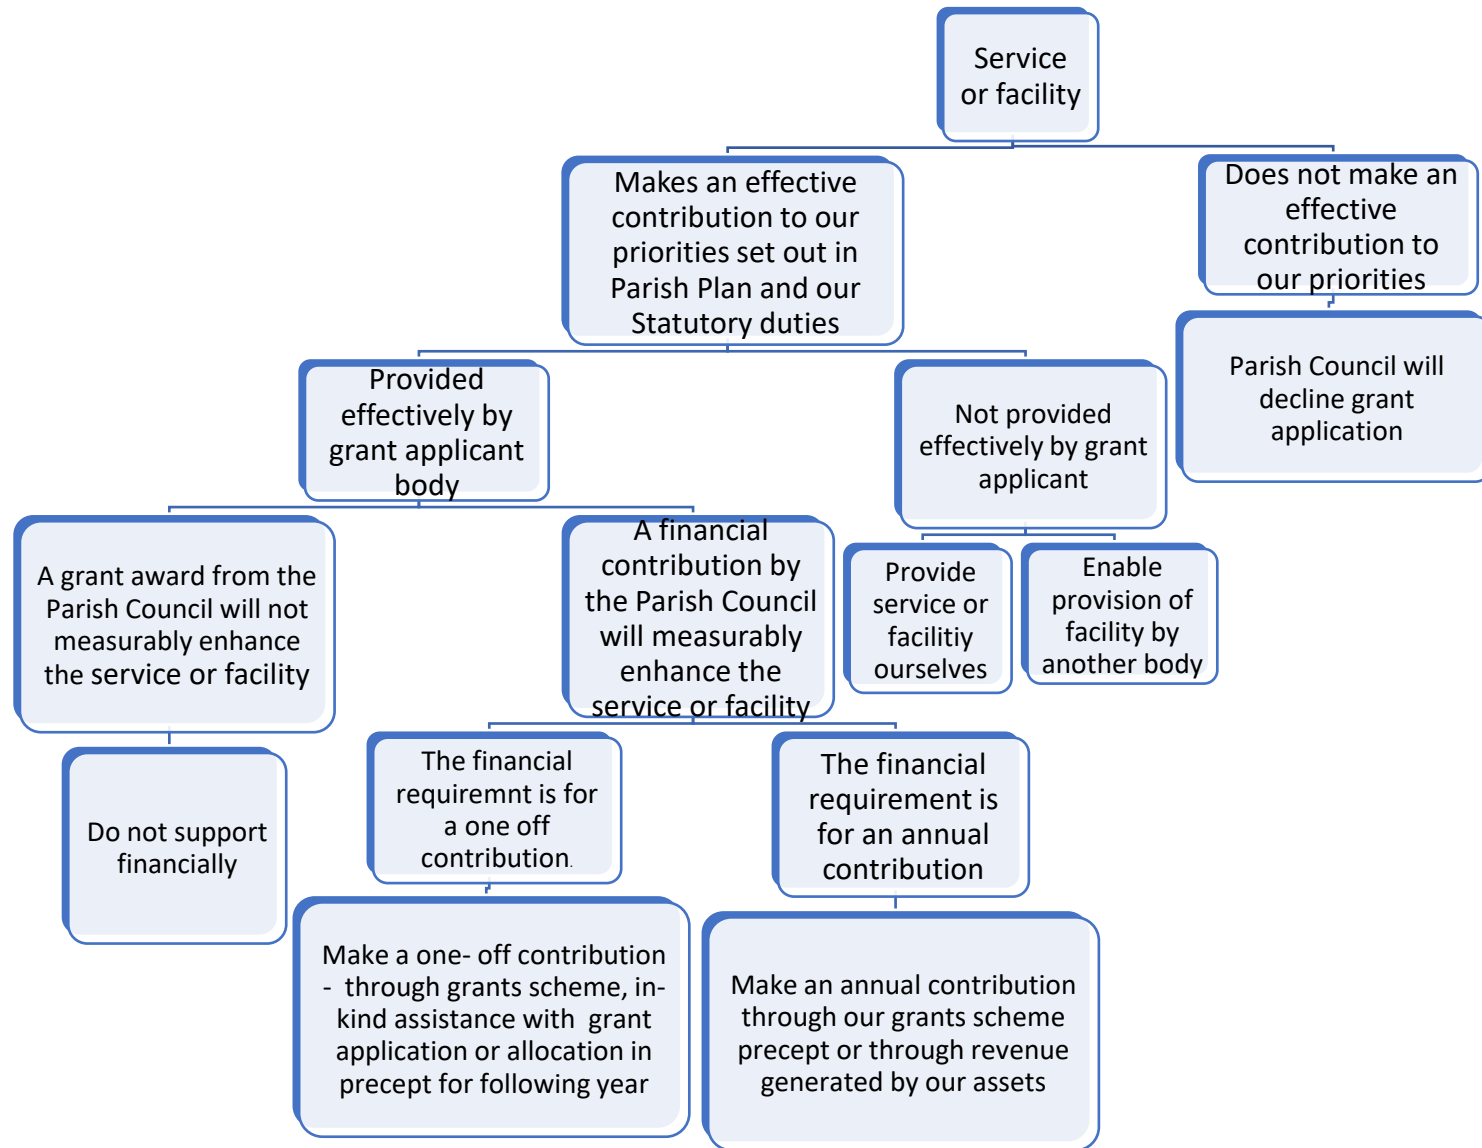 Service
or facility
Makes an effective
contribution to our
priorities set out in
Parish Plan and our
Statutory duties
Does not make an
effective
contribution to
our priorities
Provided
effectively by
grant applicant
body
Not provided
effectively by grant
applicant
Parish Council will
decline grant
application
A grant award from the
Parish Council will not
measurably enhance
the service or facility
A financial
contribution by
the Parish Council
will measurably
enhance the
service or facility
Provide
service or
facilitiy
ourselves
Enable
provision of
facility by
another body
Do not support
financially
The financial
requiremnt is for
a one off
contribution.
The financial
requirement is
for an annual
contribution
Make a one- off contribution
- through grants scheme, in-
kind assistance with grant
application or allocation in
precept for following year
Make an annual contribution
through our grants scheme
precept or through revenue
generated by our assets